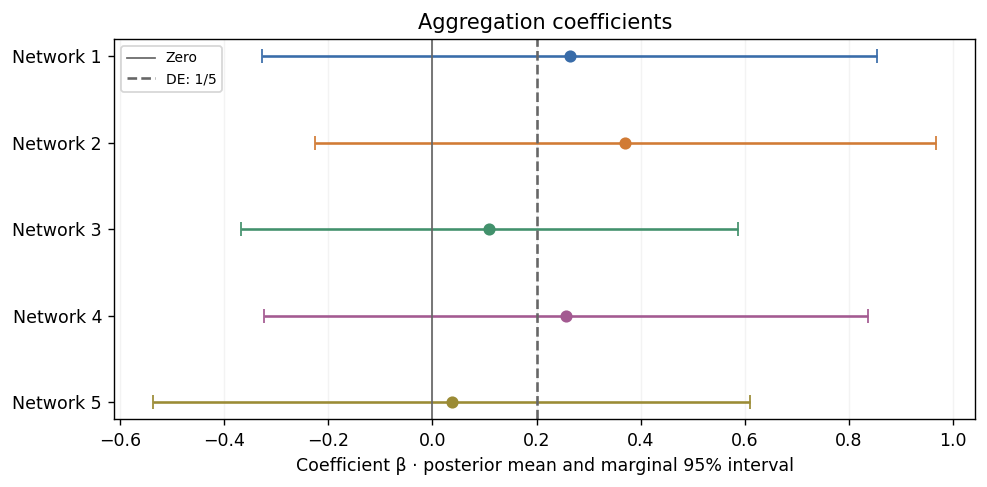 Aggregation coefficients
Zero
DE: 1/5
Network 1
Network 2
Network 3
Network 4
Network 5
−0.6 −0.4 −0.2 0.0 0.2 0.4 0.6 0.8 1.0
Coefficient β · posterior mean and marginal 95% interval